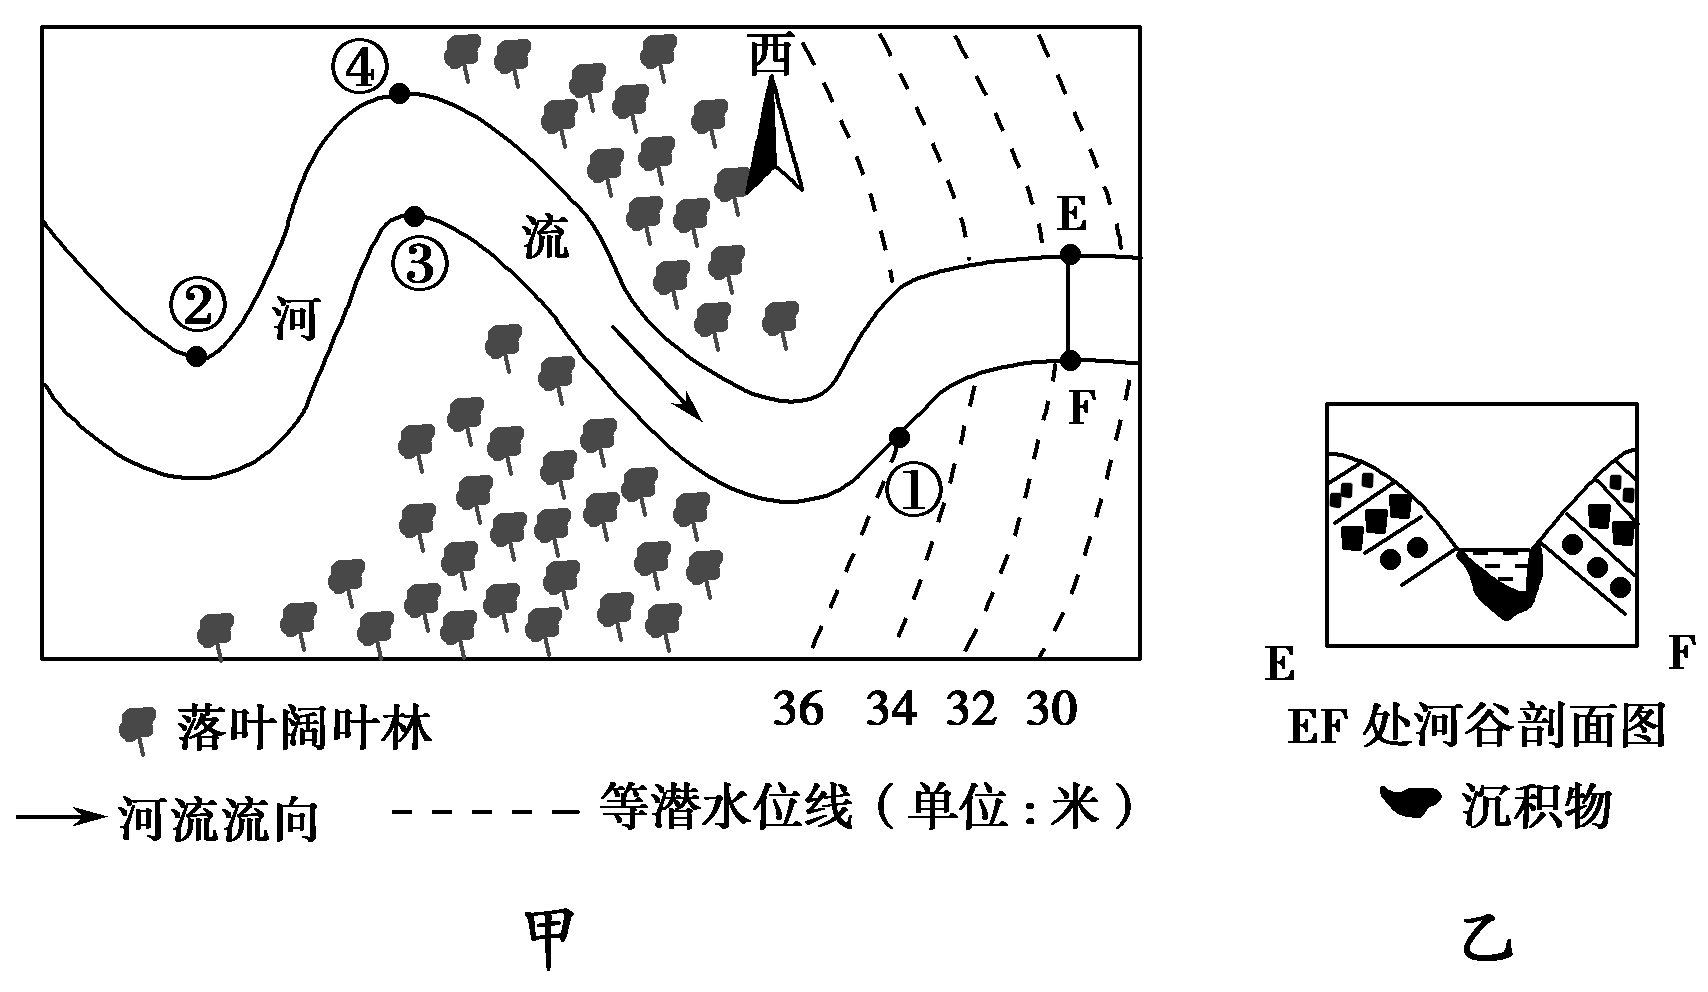 西
④
E
流
③
②
河
F
①
36 34 32 30
E F
落叶阔叶林
EF 处河谷剖面图
河流流向
等潜水位线（单位:米）
沉积物
甲
乙